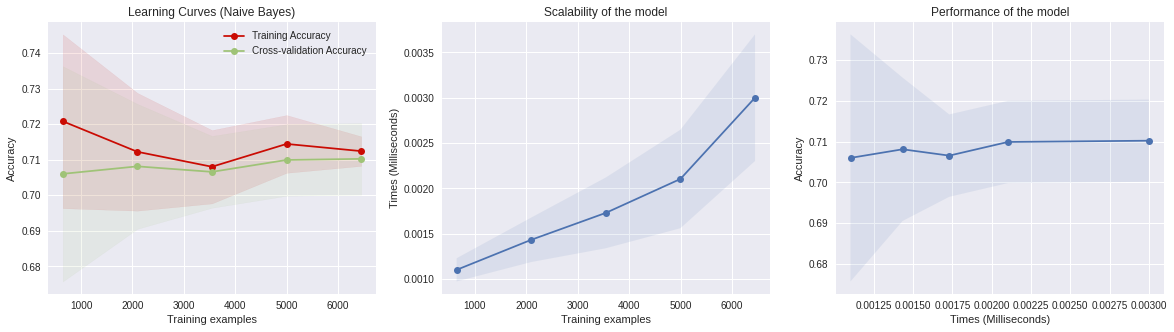 Learning Curves (Naive Bayes)
Training Accuracy
Cross-validation Accuracy
0.74
0.73
0.72
0.71
0.70
0.69
0.68
Accuracy
1000 2000 3000 4000 5000 6000
Training examples
Scalability of the model
0.0035
0.0030
0.0025
0.0020
0.0015
0.0010
Times (Milliseconds)
1000 2000 3000 4000 5000 6000
Training examples
Performance of the model
0.73
0.72
0.71
0.70
0.69
0.68
Accuracy
0.00125 0.00150 0.00175 0.00200 0.00225 0.00250 0.00275 0.00300
Times (Milliseconds)